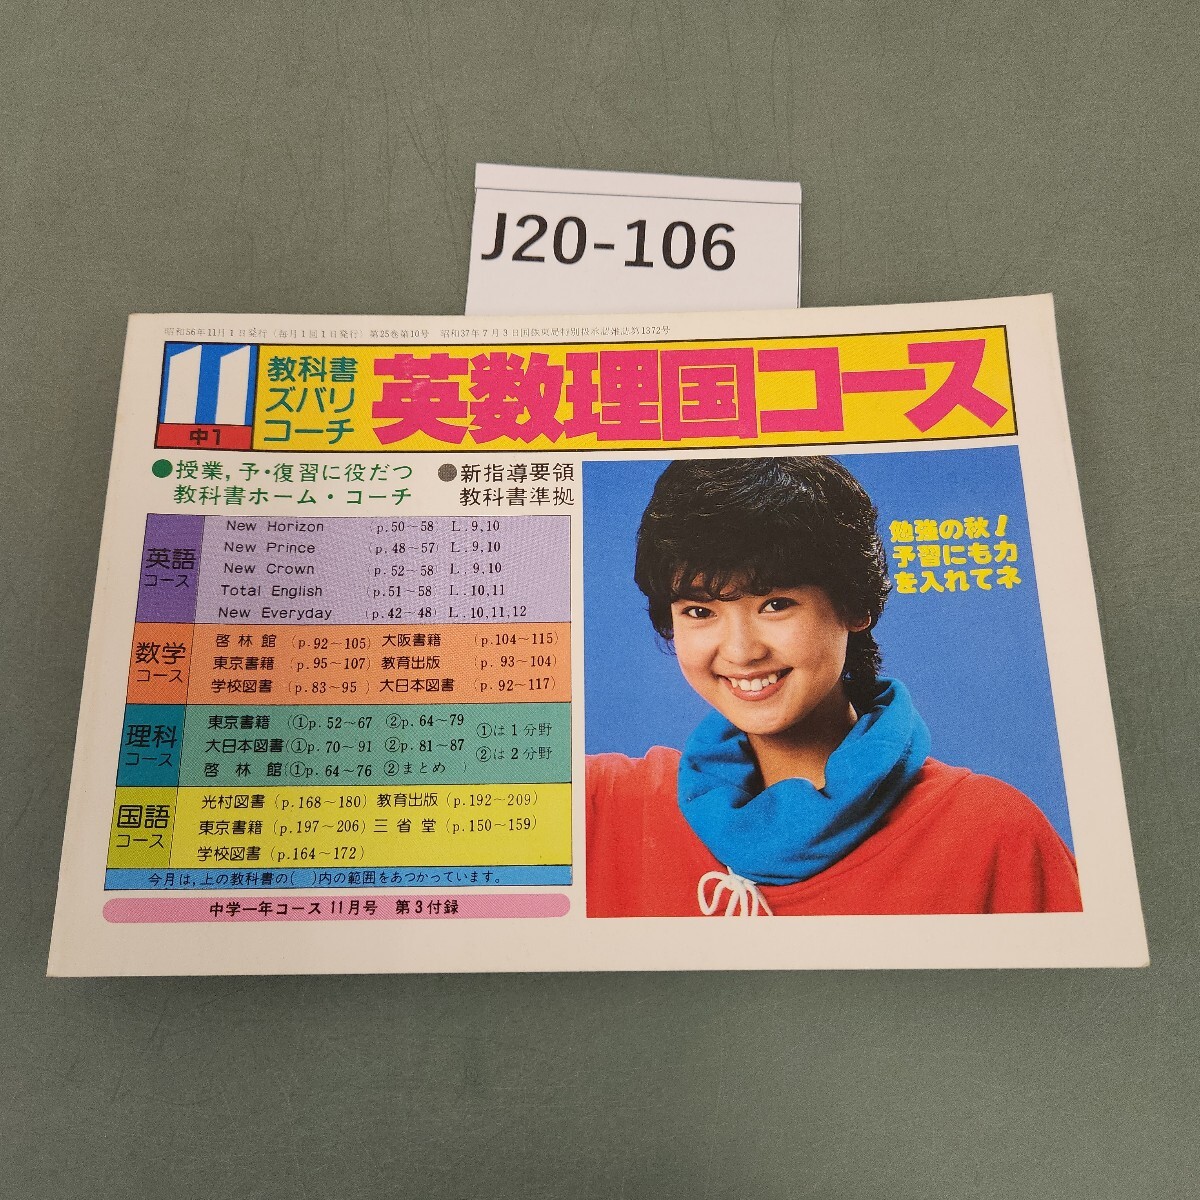 J20-106
昭和56年11月1日発行（毎月1回1日発行）第25巻第10号 昭和37年7月3日国鉄東局特別扱承認雑誌第1372号
11
中1
教科書
ズバリ
コーチ
英数理国コース
●授業,予・復習に役だつ
教科書ホーム・コーチ
●新指導要領
教科書準拠
英語
コース
New Horizon (p.50～58) L.9,10
New Prince (p.48～57) L.9,10
New Crown (p.52～58) L.9,10
Total English (p.51～58) L.10,11
New Everyday (p.42～48) L.10,11,12
数学
コース
啓林館 (p.92～105) 大阪書籍 (p.104～115)
東京書籍 (p.95～107) 教育出版 (p.93～104)
学校図書 (p.83～95) 大日本図書 (p.92～117)
理科
コース
東京書籍 (①p.52～67 ②p.64～79
大日本図書(①p.70～91 ②p.81～87
啓林館(①p.64～76 ②まとめ )
①は1分野
②は2分野
国語
コース
光村図書 (p.168～180) 教育出版 (p.192～209)
東京書籍 (p.197～206) 三省堂 (p.150～159)
学校図書 (p.164～172)
今月は,上の教科書の( )内の範囲をあつかっています。
中学一年コース 11月号 第3付録
勉強の秋！
予習にも力
を入れてネ